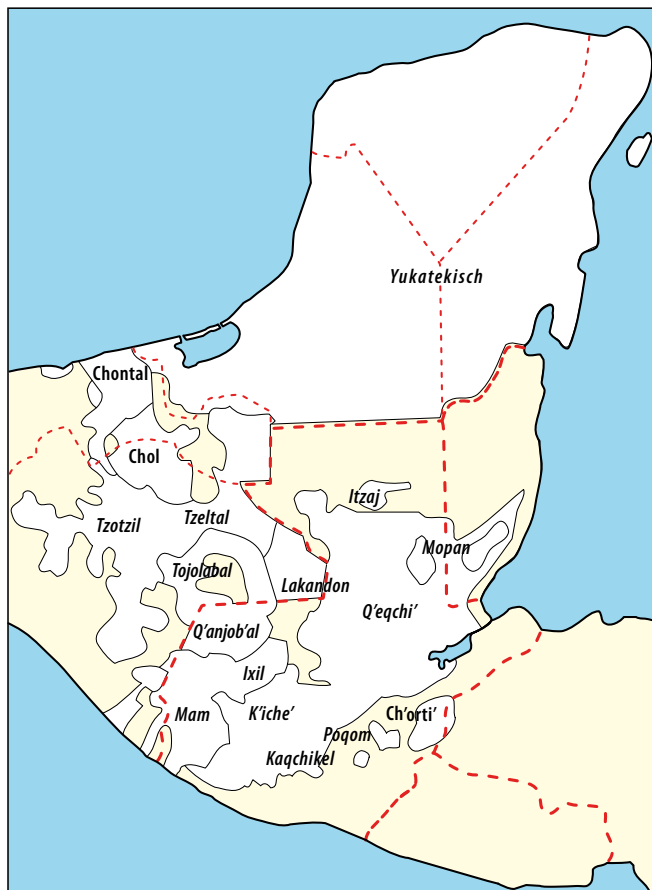 Yukatekisch
Chontal
Chol
Itzaj
Tzotzil
Tzeltal
Mopan
Tojolabal
Lakandon
Q'eqchi'
Q'anjob'al
Ixil
Mam
K'iche'
Ch'orti'
Poqom
Kaqchikel